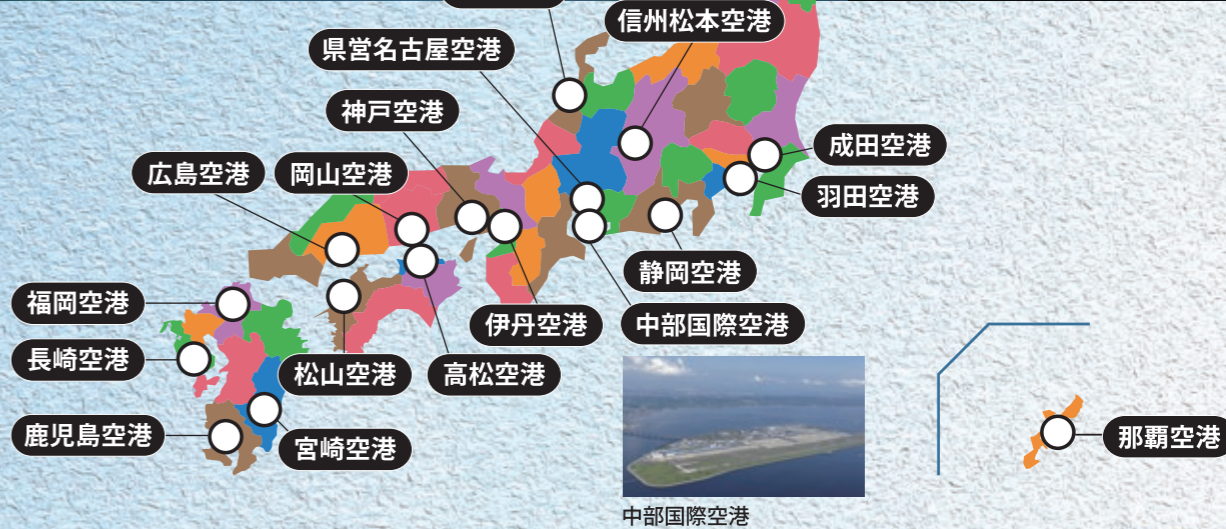 信州松本空港
県営名古屋空港
神戸空港
成田空港
広島空港
岡山空港
羽田空港
静岡空港
福岡空港
伊丹空港
中部国際空港
長崎空港
松山空港
高松空港
鹿児島空港
宮崎空港
那覇空港
中部国際空港